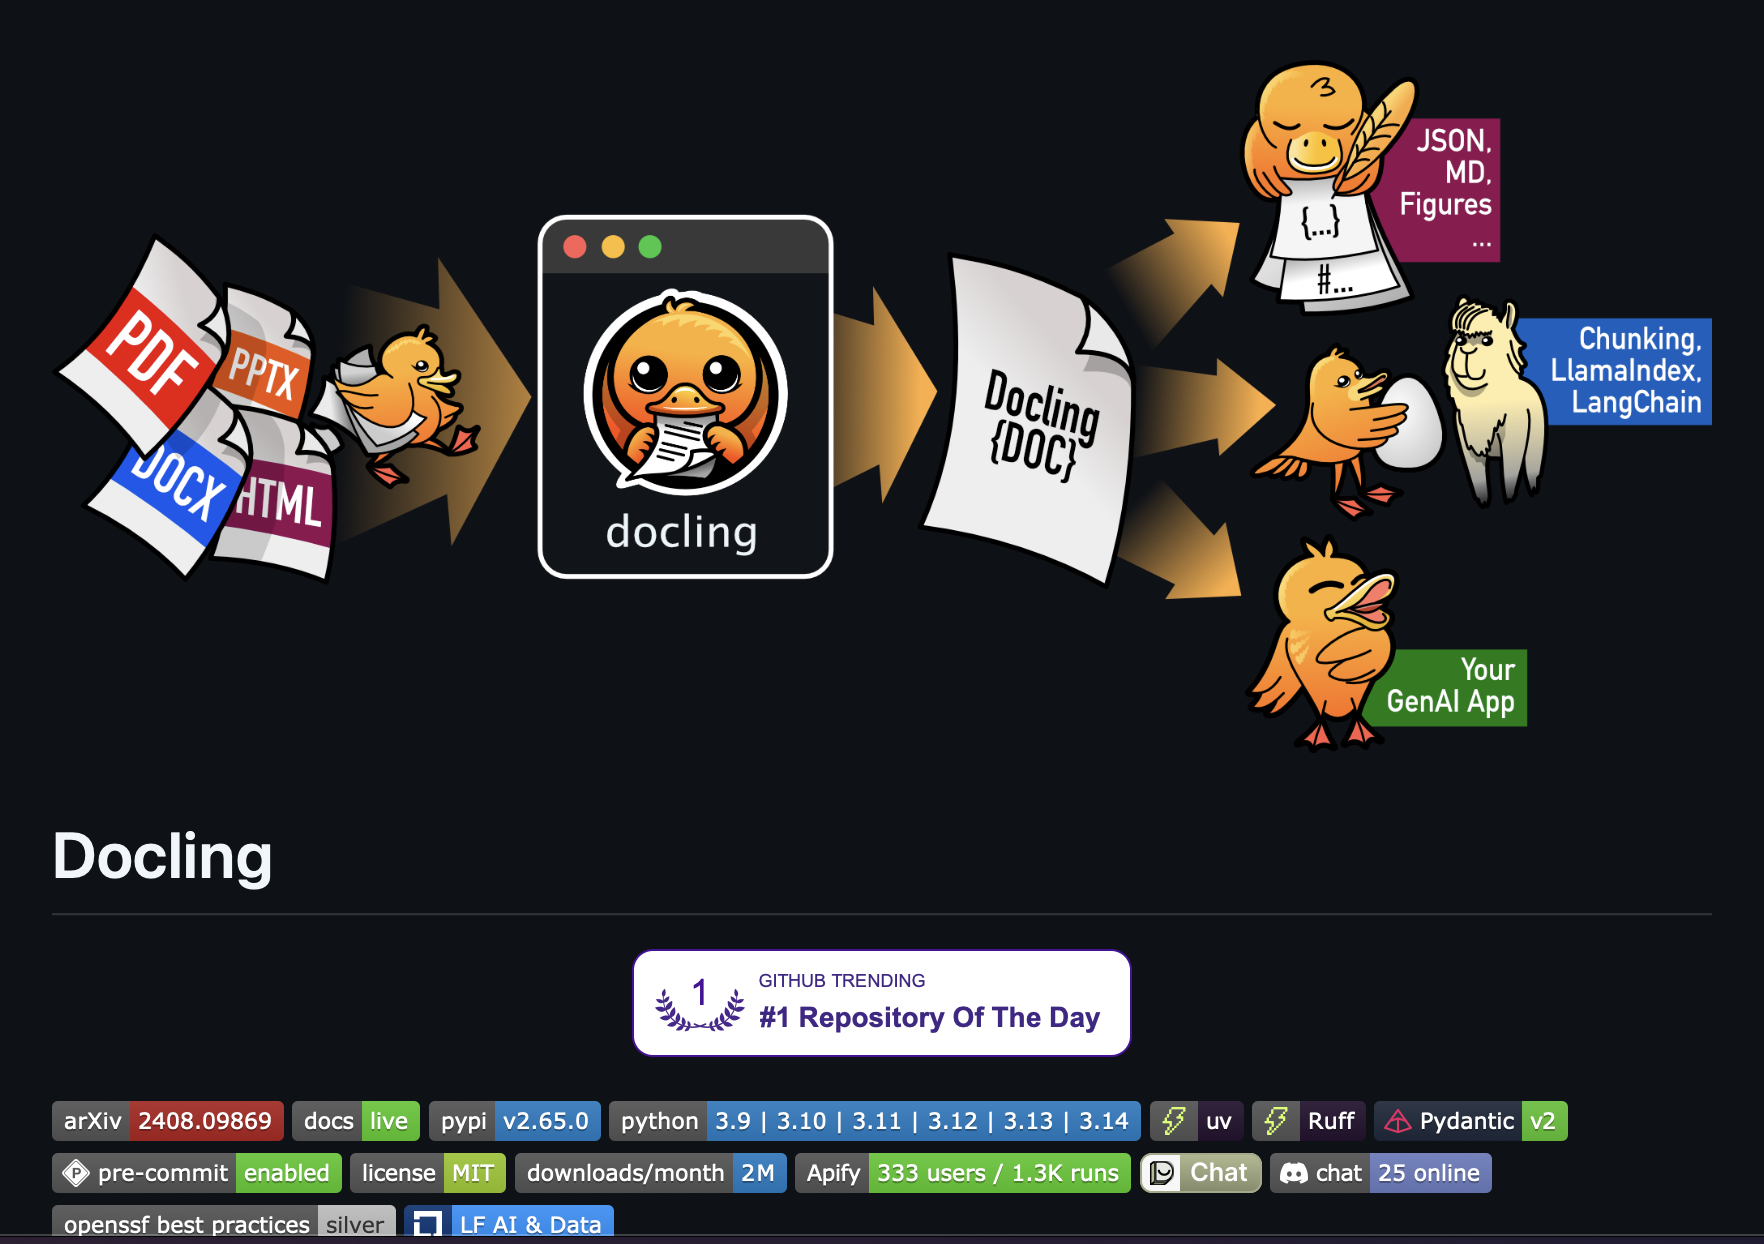 PDF
PPTX
DOCX
HTML
docling
Docling
{DOC}
{...}
#...
JSON,
MD,
Figures
...
Chunking,
LlamaIndex,
LangChain
Your
GenAI App
Docling
1
GITHUB TRENDING
#1 Repository Of The Day
arXiv 2408.09869 docs live pypi v2.65.0 python 3.9 | 3.10 | 3.11 | 3.12 | 3.13 | 3.14 uv Ruff Pydantic v2
pre-commit enabled license MIT downloads/month 2M Apify 333 users / 1.3K runs Chat chat 25 online
openssf best practices silver LF AI & Data